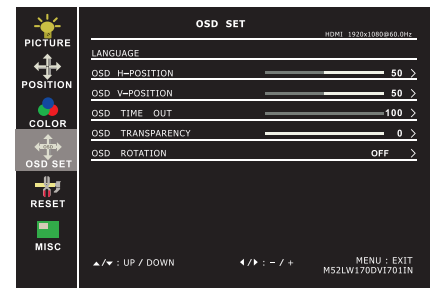 OSD SET
HDMI 1920x1080@60.0Hz
PICTURE
POSITION
COLOR
OSD
OSD SET
RESET
MISC
LANGUAGE
OSD H-POSITION 50 >
OSD V-POSITION 50 >
OSD TIME OUT 100 >
OSD TRANSPARENCY 0 >
OSD ROTATION OFF >
▲/▼ : UP / DOWN ◀/▶ : - / + MENU : EXIT
M52LW170DVI701IN